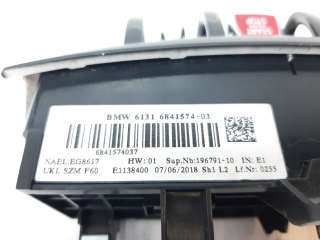 BMW 6131 6841574-03
6841574037
NAEL.EG8617 HW: 01 Sup.Nb:196791-10 IN: E1
UKL SZM F60 E1138400 07/06/2018 Sh1 L2 Lf.Nr: 0255